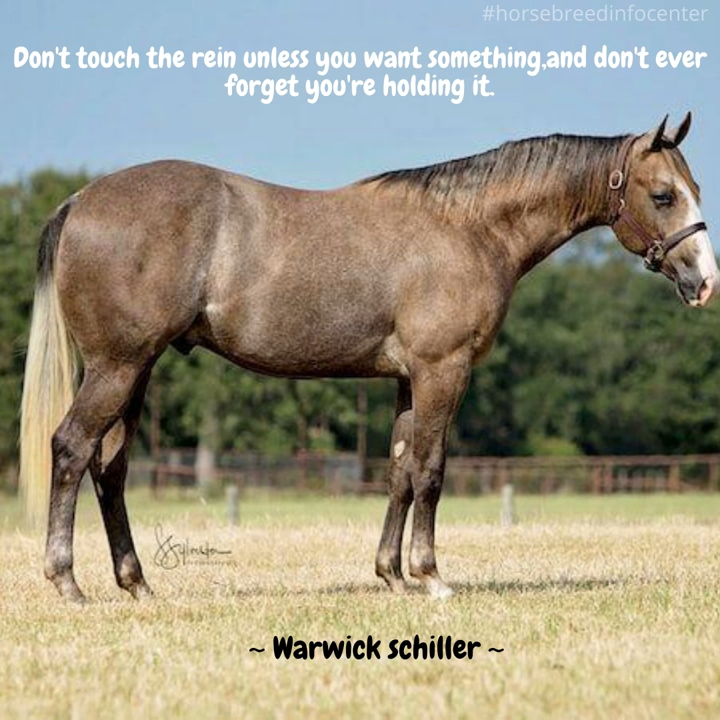 #horsebreedinfocenter
Don't touch the rein unless you want something,and don't ever
forget you're holding it.
~ Warwick schiller ~